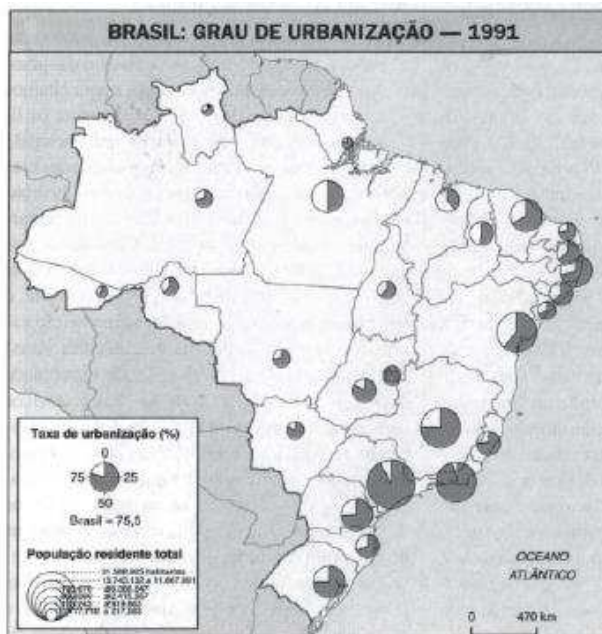 BRASIL: GRAU DE URBANIZAÇÃO — 1991
Taxa de urbanização (%)
0
75 25
50
Brasil = 75,5
População residente total
habitantes
OCEANO
ATLÂNTICO
0 470 km